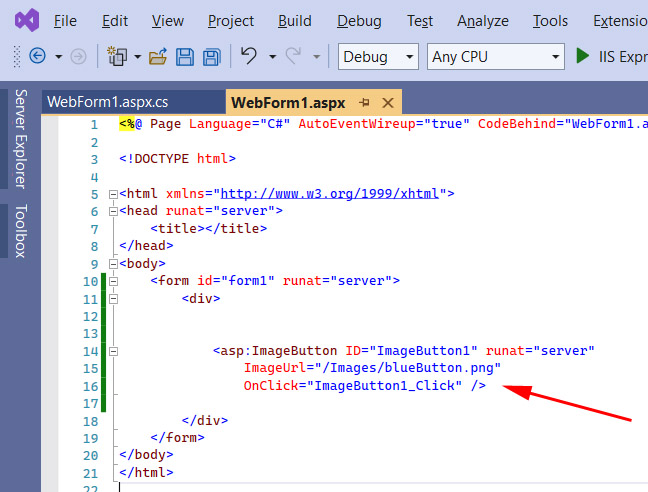 File Edit View Project Build Debug Test Analyze Tools Extensio
Debug Any CPU IIS Expre
WebForm1.aspx.cs WebForm1.aspx
Server Explorer
Toolbox
1 <%@ Page Language="C#" AutoEventWireup="true" CodeBehind="WebForm1.a
2
3 <!DOCTYPE html>
4
5 <html xmlns="http://www.w3.org/1999/xhtml">
6 <head runat="server">
7 <title></title>
8 </head>
9 <body>
10 <form id="form1" runat="server">
11 <div>
12
13
14 <asp:ImageButton ID="ImageButton1" runat="server"
15 ImageUrl="/Images/blueButton.png"
16 OnClick="ImageButton1_Click" />
17
18 </div>
19 </form>
20 </body>
21 </html>
22